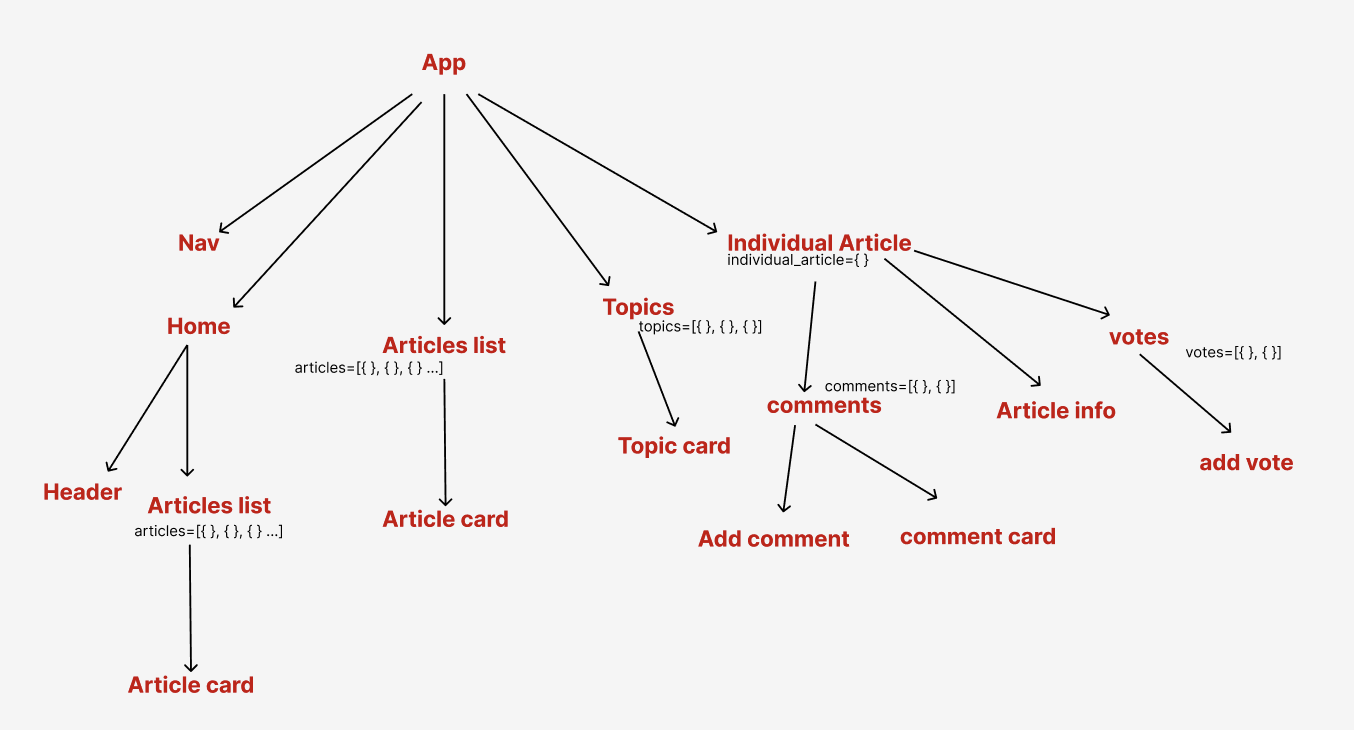 App
Nav
Individual Article
individual_article={ }
Home
Topics
topics=[{ }, { }, { }]
Articles list
articles=[{ }, { }, { } ...]
votes
votes=[{ }, { }]
comments=[{ }, { }]
comments
Article info
Topic card
add vote
Header
Articles list
articles=[{ }, { }, { } ...]
Article card
Add comment
comment card
Article card